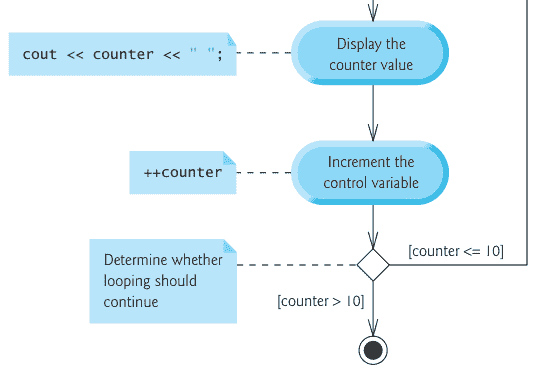 cout << counter << " ";
Display the
counter value
++counter
Increment the
control variable
Determine whether
looping should
continue
[counter <= 10]
[counter > 10]